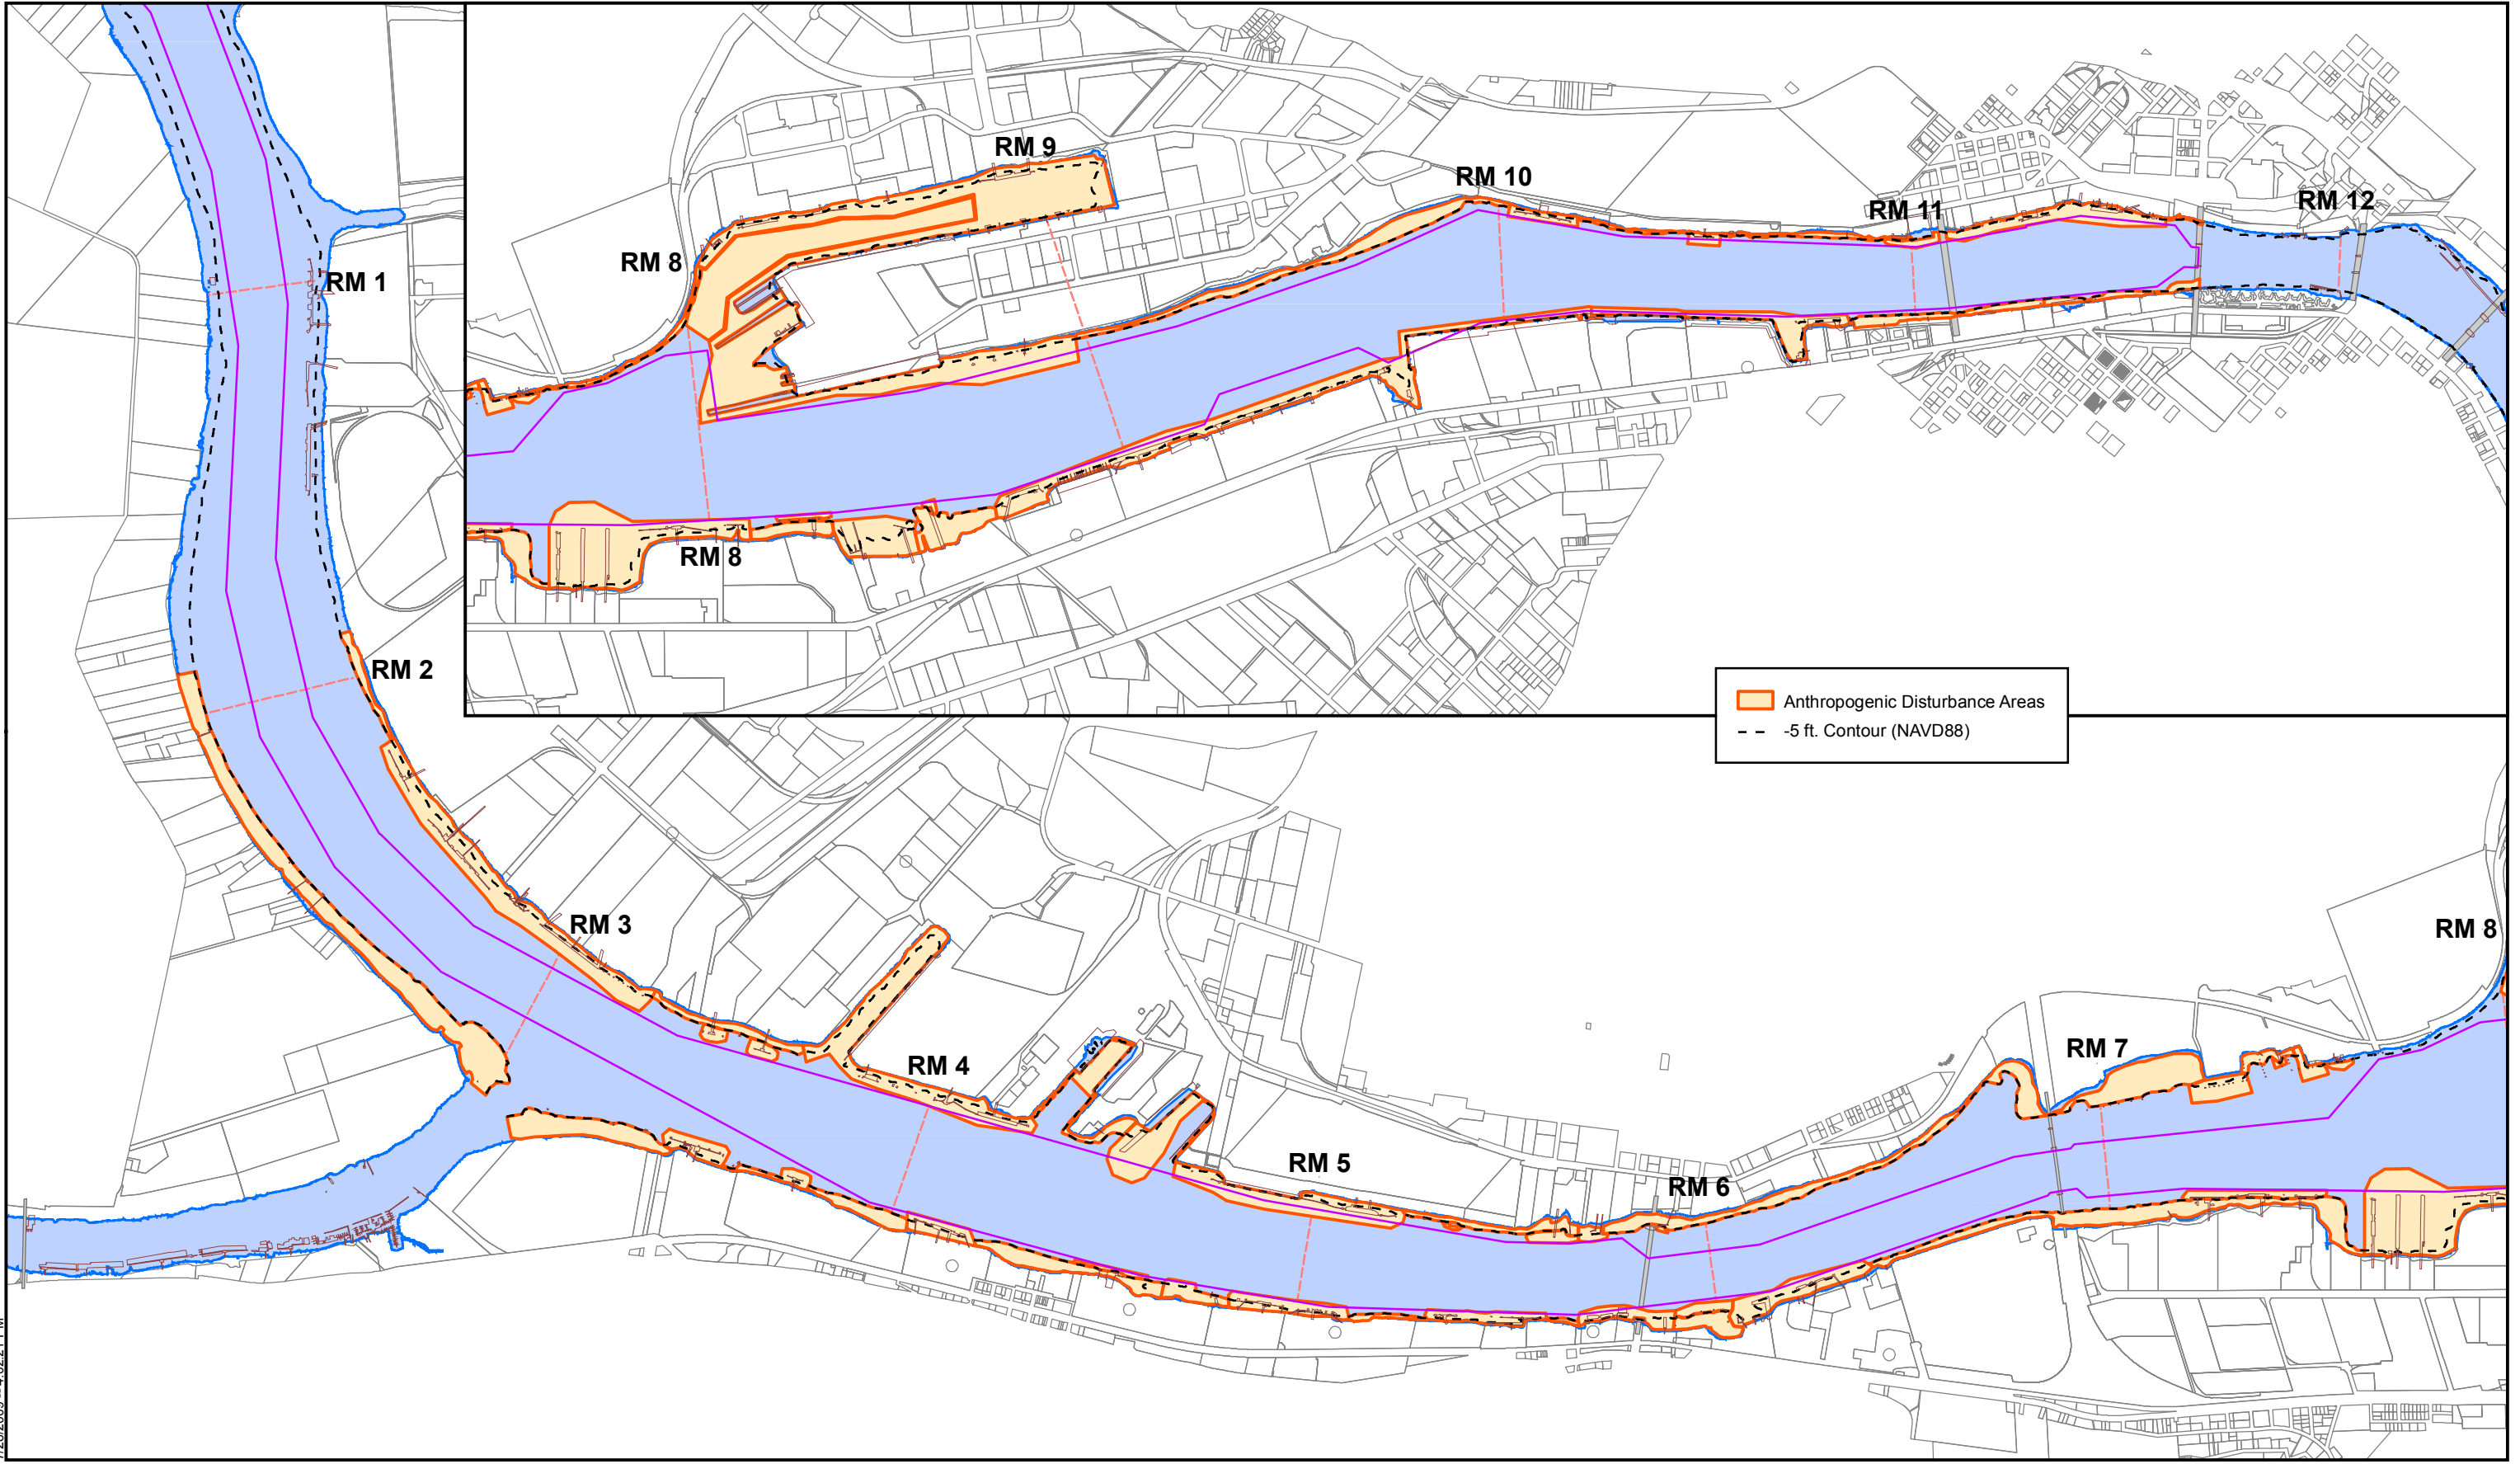 RM 9
RM 10
RM 11
RM 12
RM 8
RM 1
RM 8
RM 2
Anthropogenic Disturbance Areas
-5 ft. Contour (NAVD88)
RM 3
RM 8
RM 7
RM 4
RM 5
RM 6